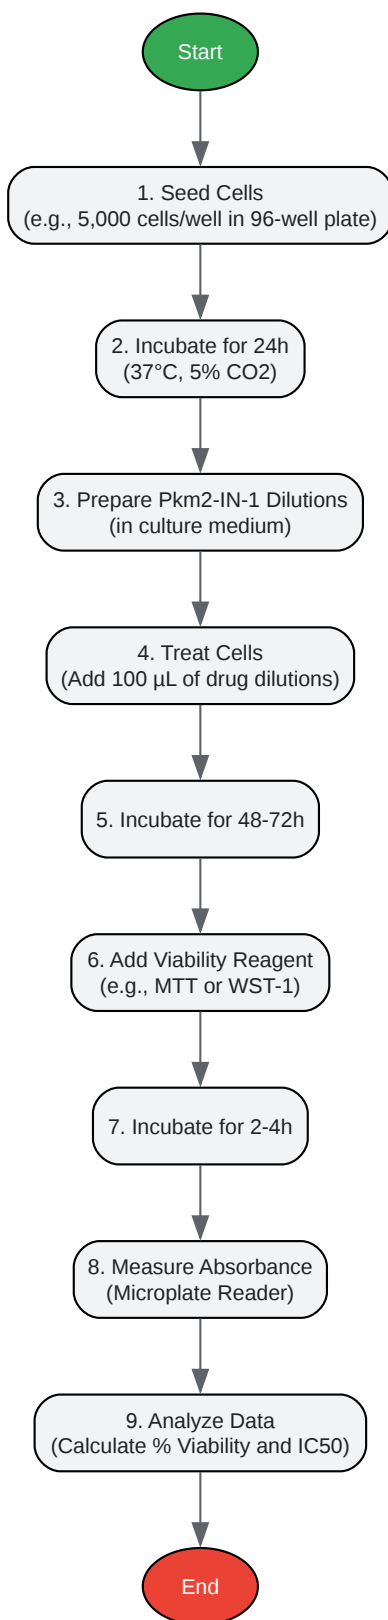 Start
1. Seed Cells
(e.g., 5,000 cells/well in 96-well plate)
2. Incubate for 24h
(37°C, 5% CO2)
3. Prepare Pkm2-IN-1 Dilutions
(in culture medium)
4. Treat Cells
(Add 100 µL of drug dilutions)
5. Incubate for 48-72h
6. Add Viability Reagent
(e.g., MTT or WST-1)
7. Incubate for 2-4h
8. Measure Absorbance
(Microplate Reader)
9. Analyze Data
(Calculate % Viability and IC50)
End